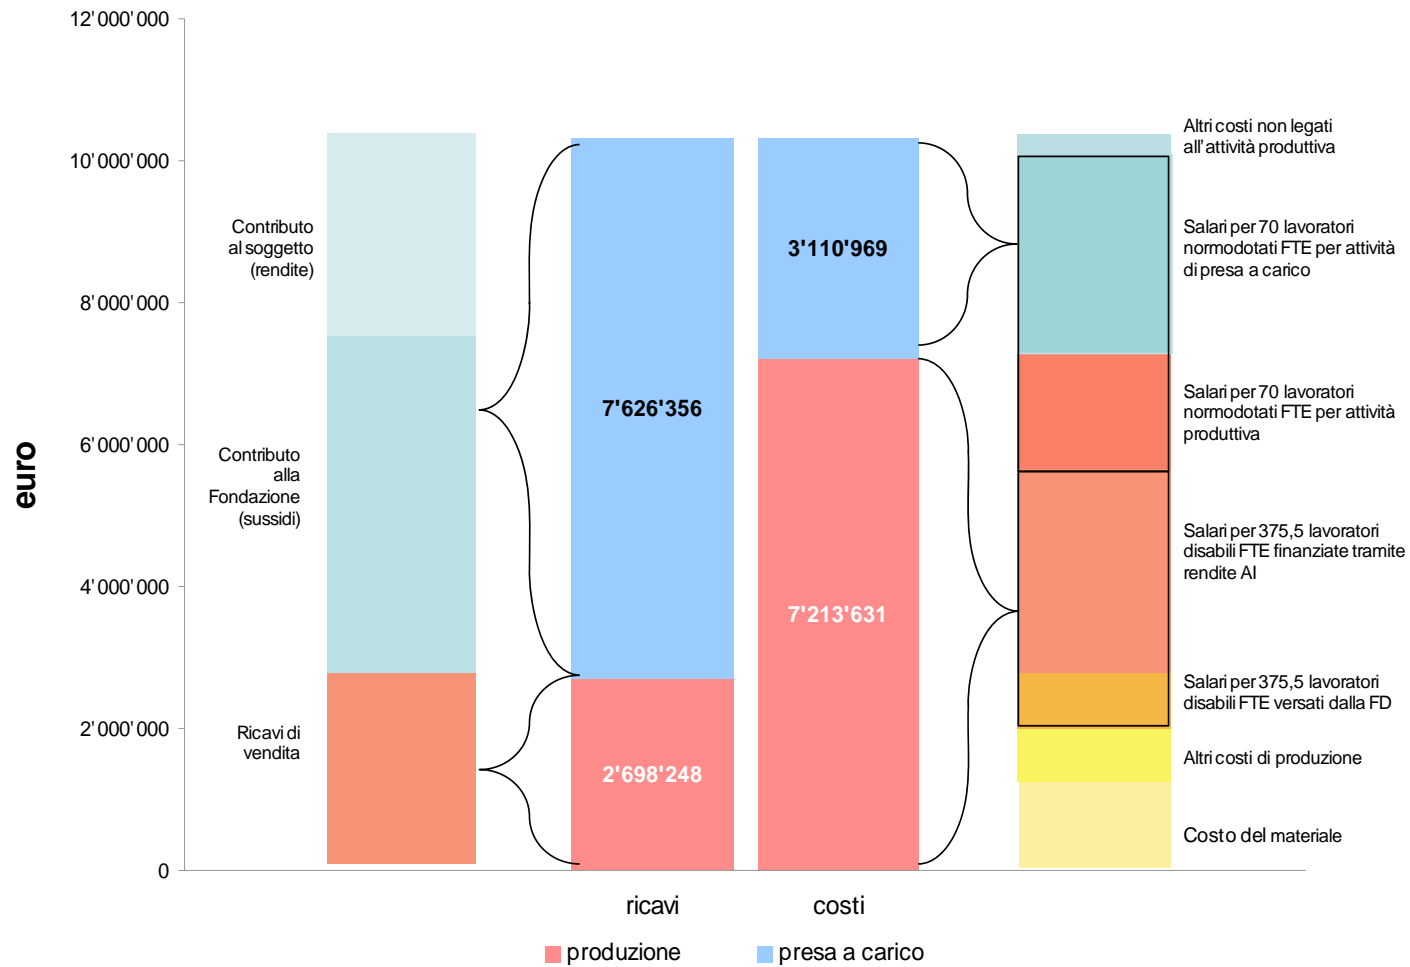 12'000'000
10'000'000
8'000'000
6'000'000
4'000'000
2'000'000
0
euro
Contributo
al soggetto
(rendite)
Contributo
alla
Fondazione
(sussidi)
Ricavi di
vendita
7'626'356
2'698'248
3'110'969
7'213'631
Altri costi non legati
all'attività produttiva
Salari per 70 lavoratori
normodotati FTE per attività
di presa a carico
Salari per 70 lavoratori
normodotati FTE per attività
produttiva
Salari per 375,5 lavoratori
disabili FTE finanziate tramite
rendite AI
Salari per 375,5 lavoratori
disabili FTE versati dalla FD
Altri costi di produzione
Costo del materiale
ricavi
costi
produzione
presa a carico